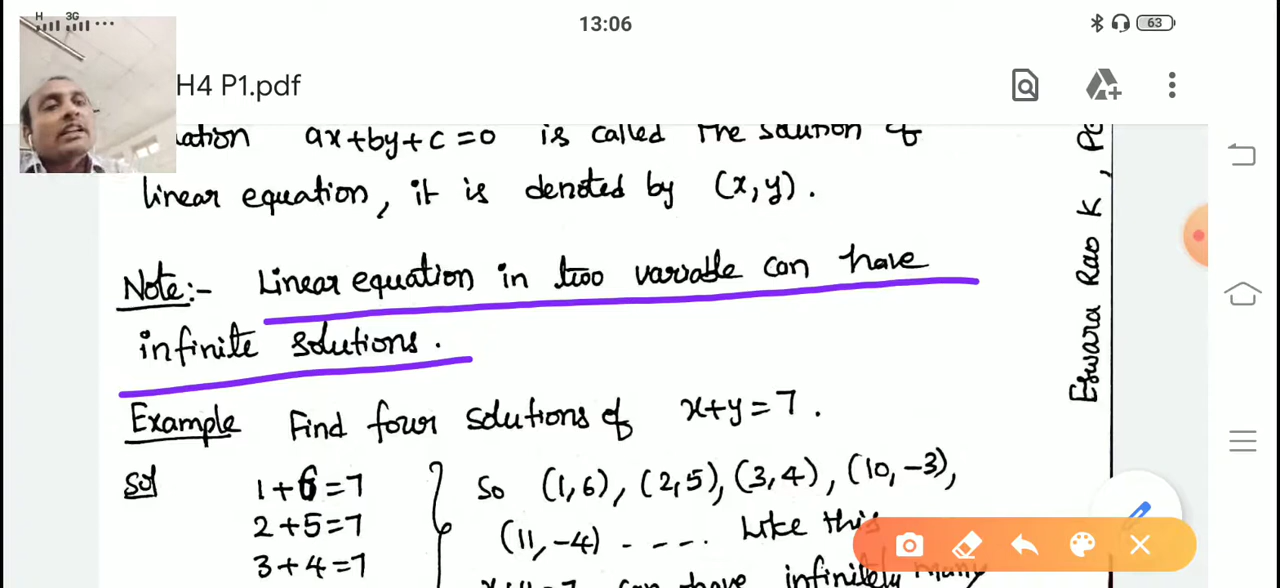 H 3G 13:06 63
H4 P1.pdf
ax+by+c=0 is called the solution of
linear equation, it is denoted by (x,y).
Note:- Linear equation in two variable can have
infinite solutions.
Example Find four solutions of x+y=7.
Sol 1+6=7 So (1,6), (2,5), (3,4), (10,-3),
2+5=7 (11,-4) - - - -. Like this
3+4=7 can have infinitely many
Eswara Rao K,